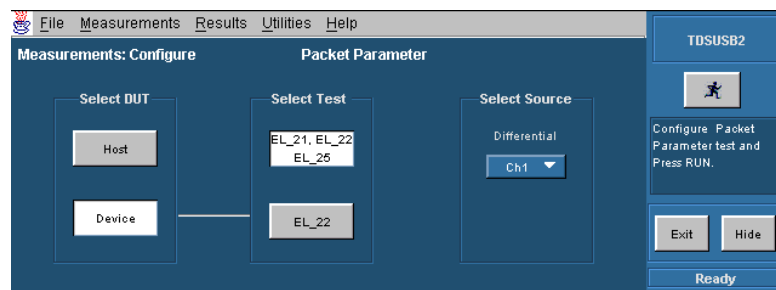 File Measurements Results Utilities Help
Measurements: Configure Packet Parameter
TDSUSB2
Select DUT
Select Test
Select Source
Host
EL_21, EL_22
EL_25
Differential
Ch1
Device
EL_22
Configure Packet
Parameter test and
Press RUN.
Exit
Hide
Ready